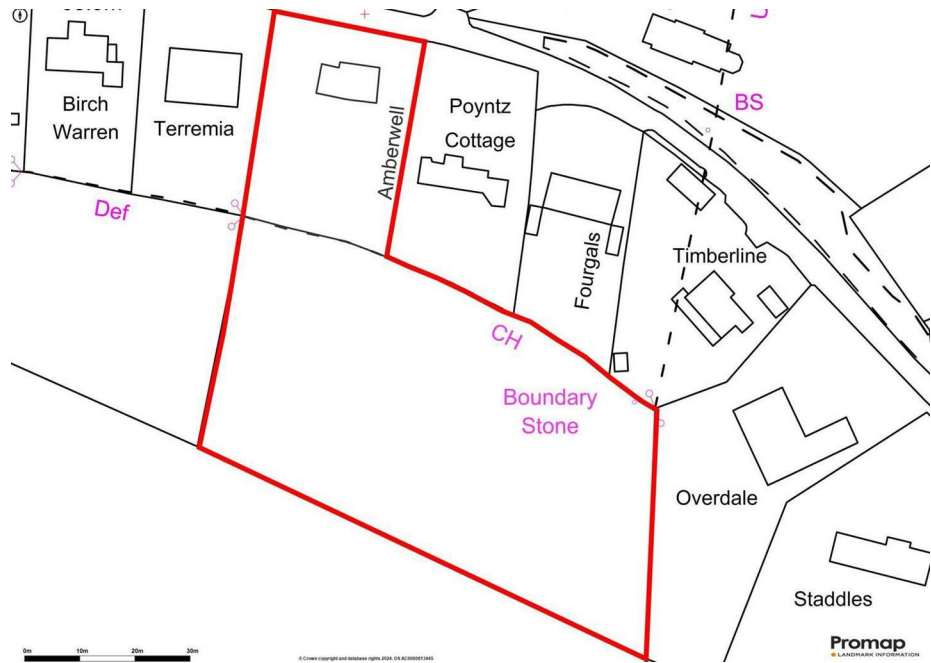 BS
Birch
Warren
Terremia
Amberwell
Poyntz
Cottage
Def
Fourgals
Timberline
CH
Boundary
Stone
Overdale
Staddles
0m 10m 20m 30m
© Crown copyright and database rights 2024. OS AC0000813445
Promap
LANDMARK INFORMATION